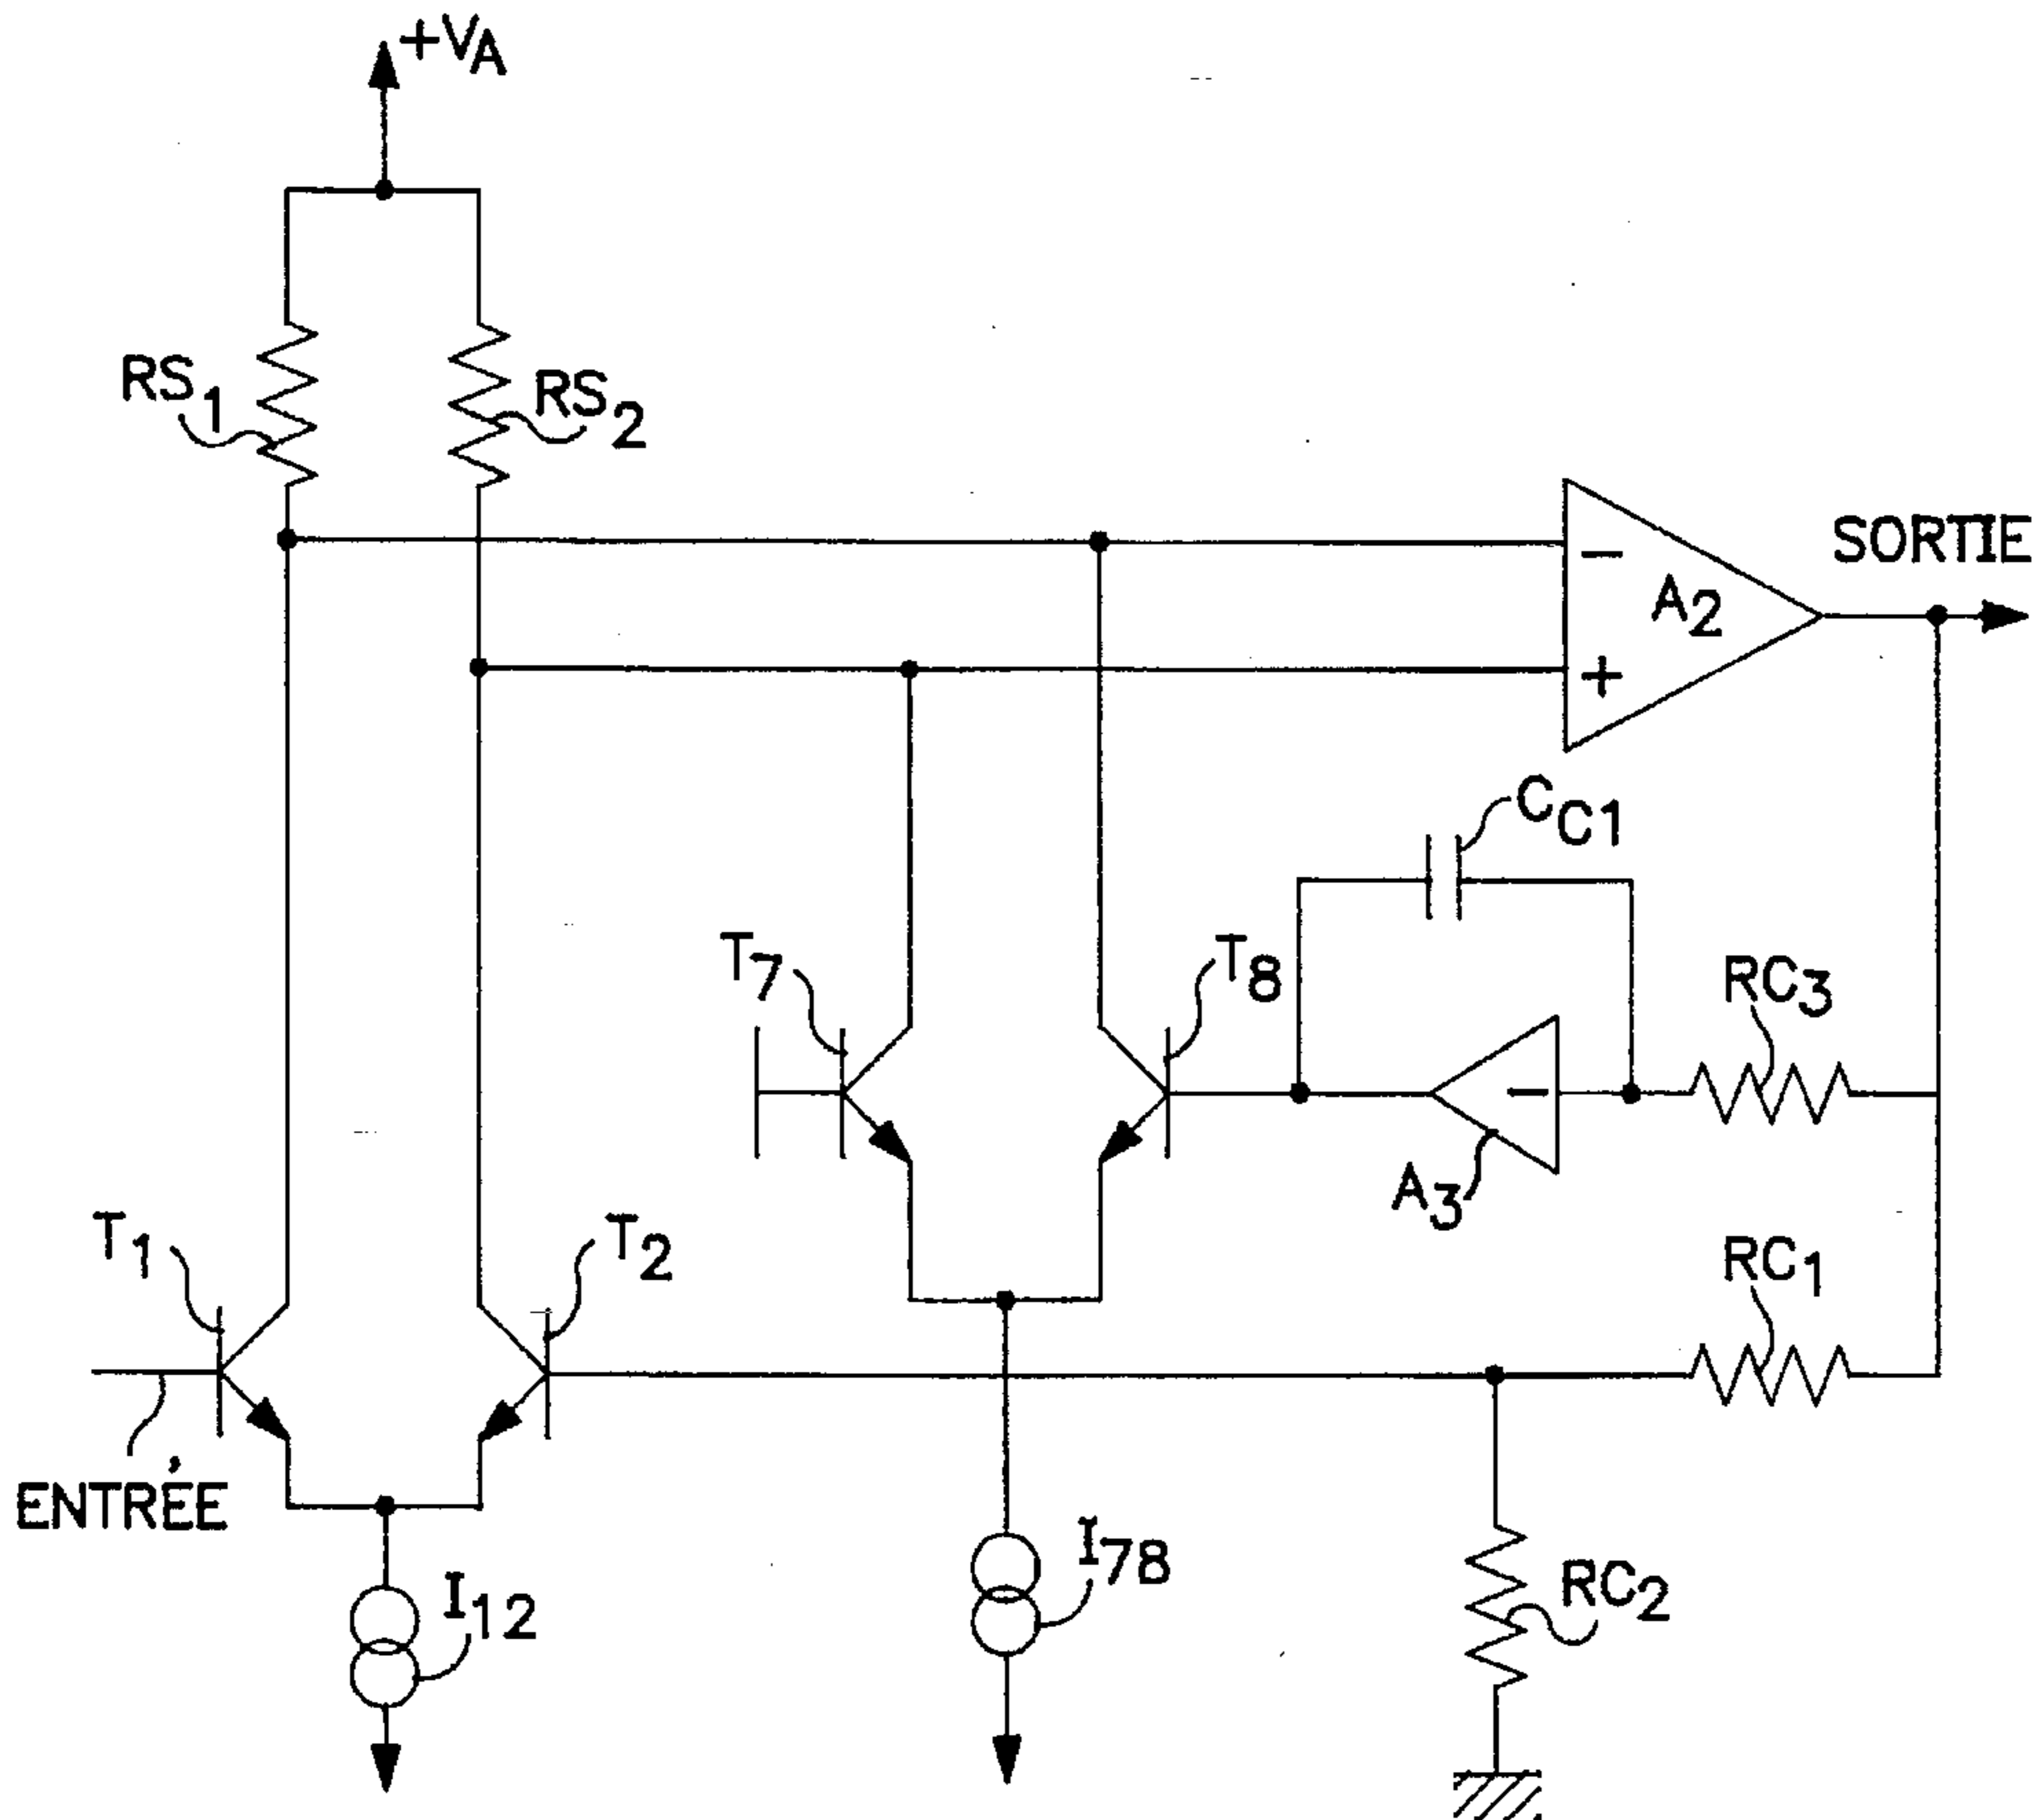 +VA
RS1
RS2
SORTIE
−
A2
+
CC1
T7
T8
RC3
−
A3
T1
T2
RC1
ENTRÉE
I12
I78
RC2